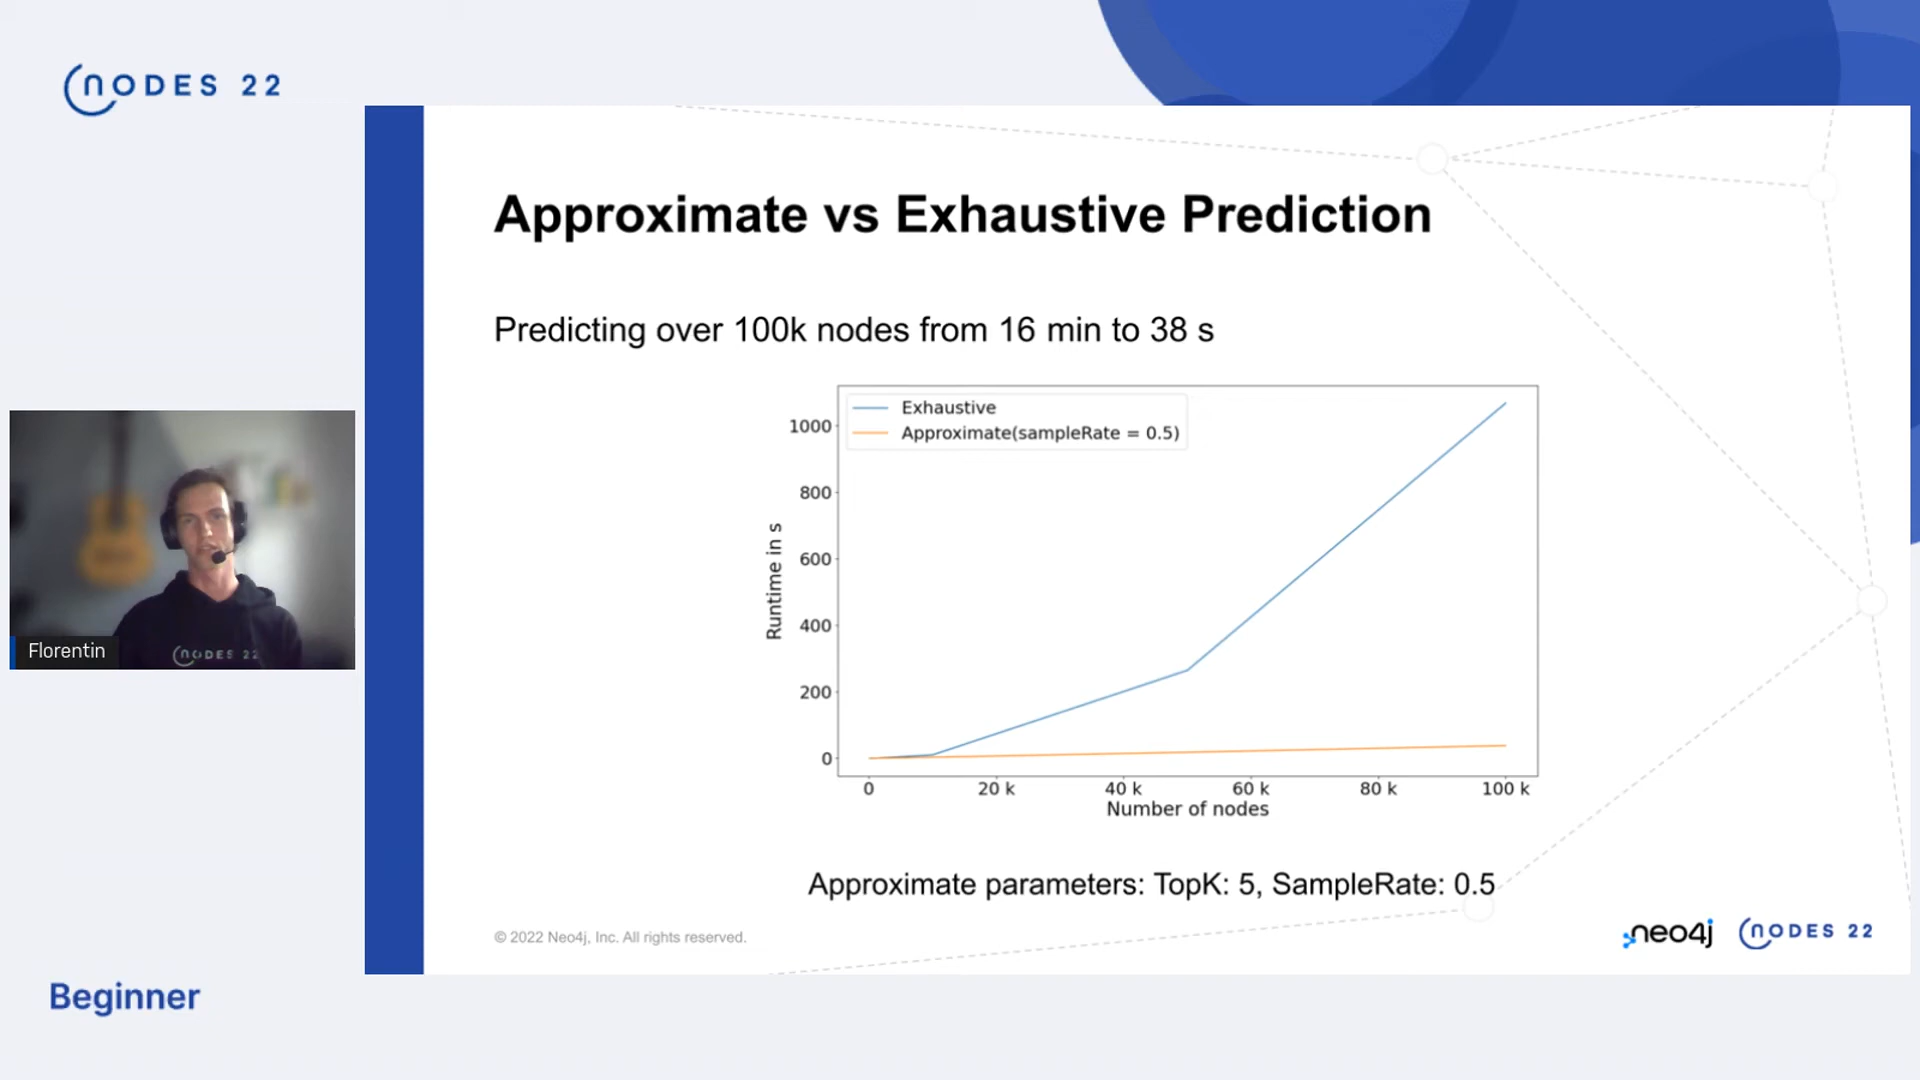 NODES 22
Approximate vs Exhaustive Prediction
Predicting over 100k nodes from 16 min to 38 s
Exhaustive
Approximate(sampleRate = 0.5)
1000
800
600
400
200
0
Runtime in s
0 20 k 40 k 60 k 80 k 100 k
Number of nodes
Approximate parameters: TopK: 5, SampleRate: 0.5
© 2022 Neo4j, Inc. All rights reserved.
neo4j NODES 22
NODES 22
Florentin
Beginner